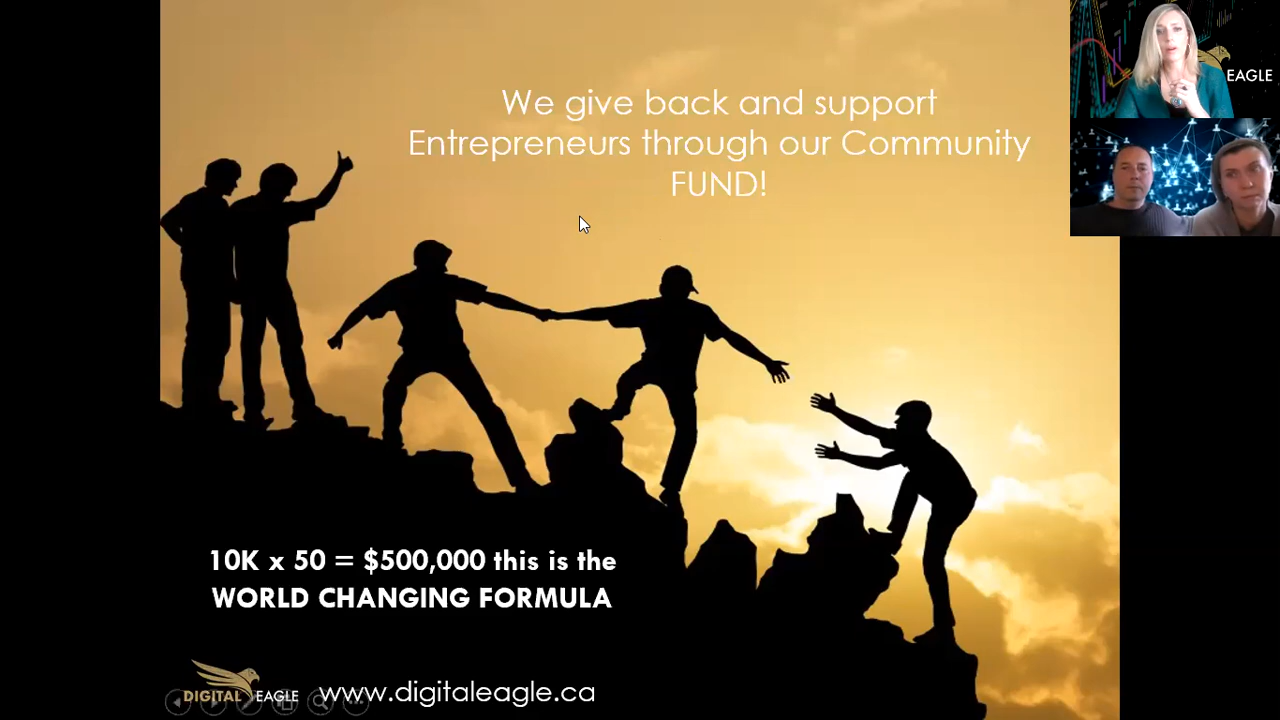 We give back and support
Entrepreneurs through our Community
FUND!
EAGLE
10K x 50 = $500,000 this is the
WORLD CHANGING FORMULA
DIGITAL EAGLE www.digitaleagle.ca